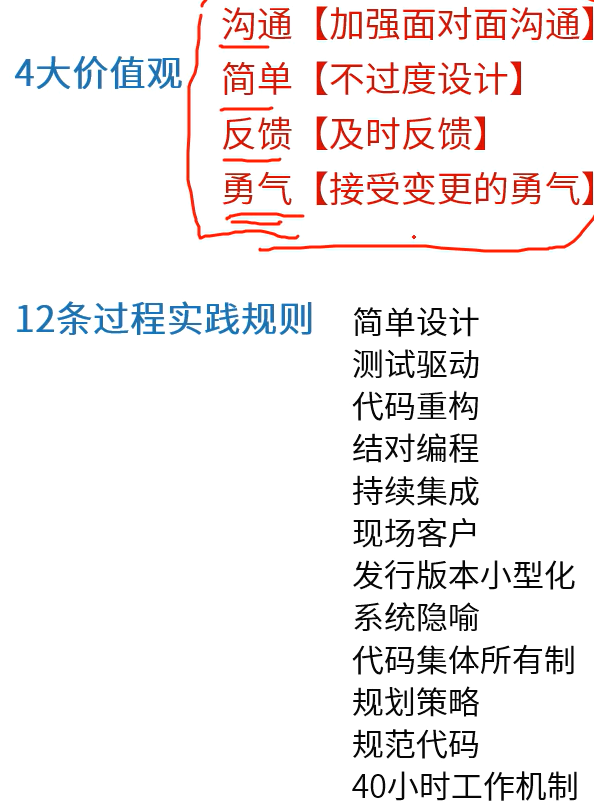 沟通【加强面对面沟通】
4大价值观
简单【不过度设计】
反馈【及时反馈】
勇气【接受变更的勇气】
12条过程实践规则
简单设计
测试驱动
代码重构
结对编程
持续集成
现场客户
发行版本小型化
系统隐喻
代码集体所有制
规划策略
规范代码
40小时工作机制